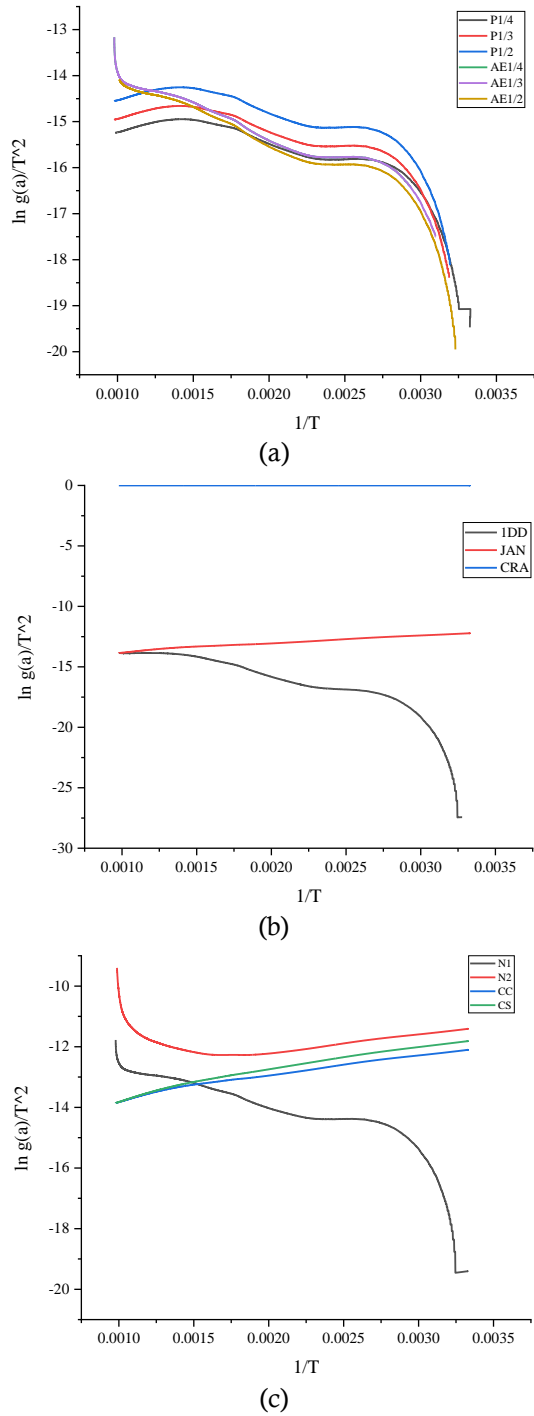 P1/4
P1/3
P1/2
AE1/4
AE1/3
AE1/2
ln g(a)/T^2
-13
-14
-15
-16
-17
-18
-19
-20
0.0010 0.0015 0.0020 0.0025 0.0030 0.0035
1/T
(a)
1DD
JAN
CRA
ln g(a)/T^2
0
-5
-10
-15
-20
-25
-30
0.0010 0.0015 0.0020 0.0025 0.0030 0.0035
1/T
(b)
N1
N2
CC
CS
ln g(a)/T^2
-10
-12
-14
-16
-18
-20
0.0010 0.0015 0.0020 0.0025 0.0030 0.0035
1/T
(c)